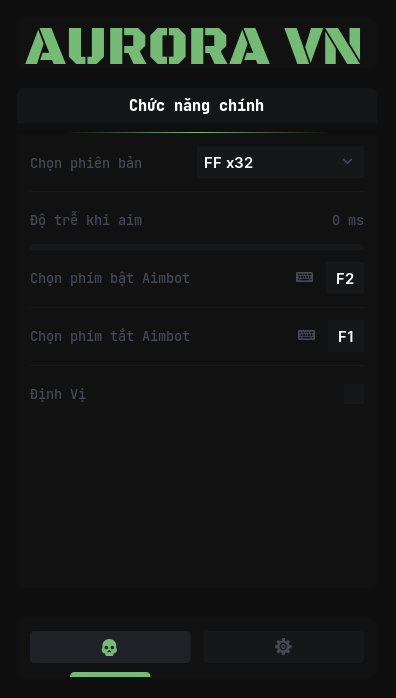 AURORA VN
Chức năng chính
Chọn phiên bản
FF x32
Độ trễ khi aim
0 ms
Chọn phím bật Aimbot
F2
Chọn phím tắt Aimbot
F1
Định Vị